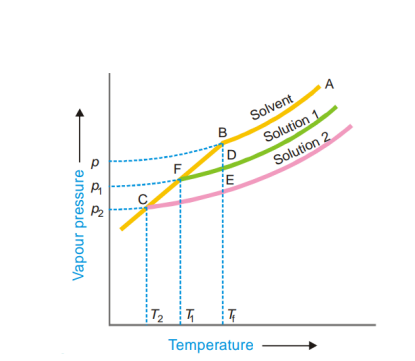 A
Solvent
B
Solution 1
D
Solution 2
p
F
E
p1
C
p2
Vapour pressure
T2 T1 Tf
Temperature